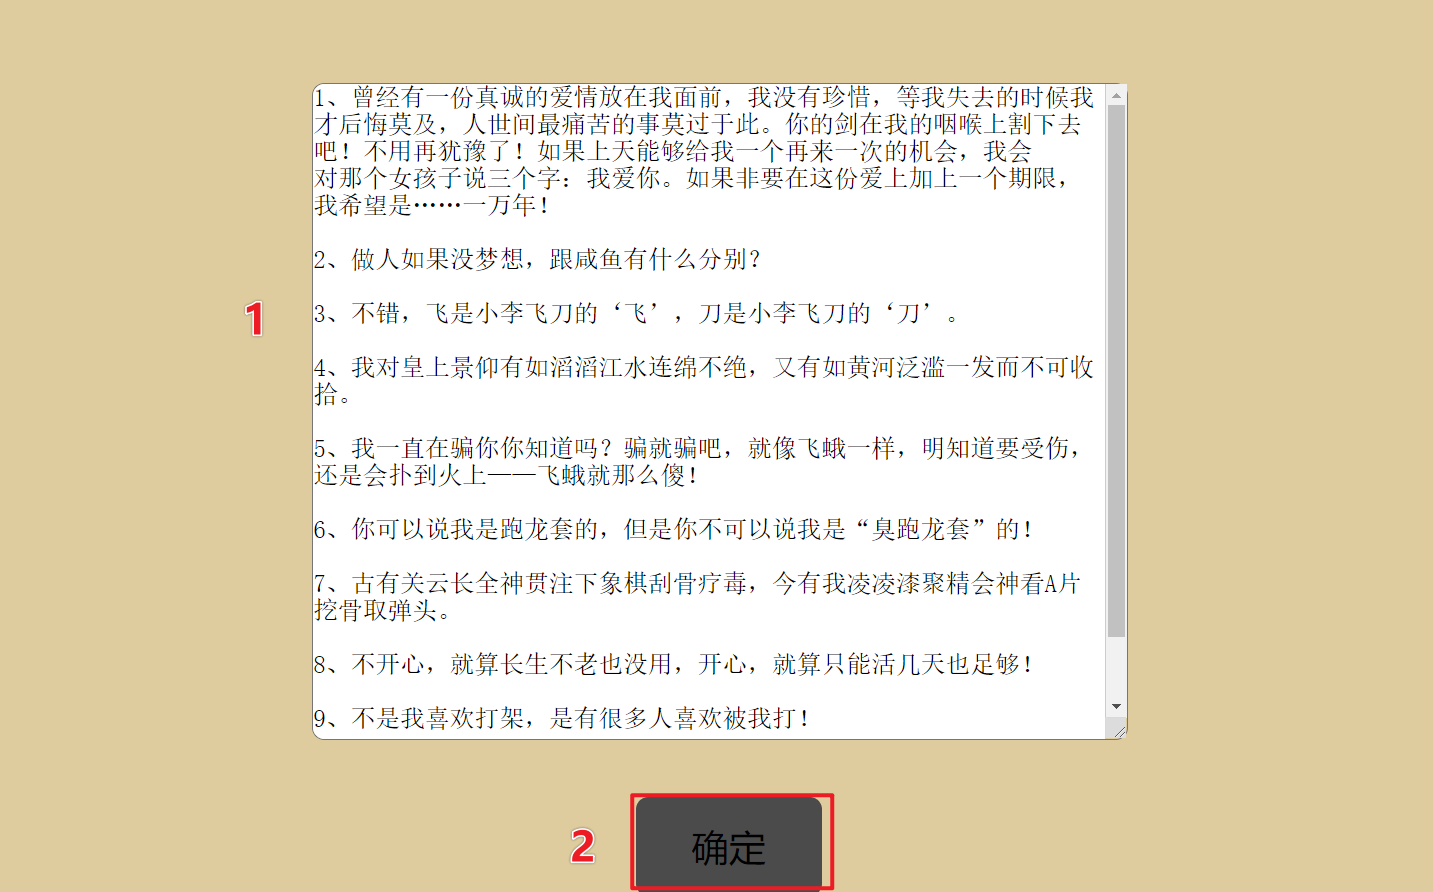 1、曾经有一份真诚的爱情放在我面前，我没有珍惜，等我失去的时候我
才后悔莫及，人世间最痛苦的事莫过于此。你的剑在我的咽喉上割下去
吧！不用再犹豫了！如果上天能够给我一个再来一次的机会，我会
对那个女孩子说三个字：我爱你。如果非要在这份爱上加上一个期限，
我希望是……一万年！
2、做人如果没梦想，跟咸鱼有什么分别？
3、不错，飞是小李飞刀的‘飞’，刀是小李飞刀的‘刀’。
1
4、我对皇上景仰有如滔滔江水连绵不绝，又有如黄河泛滥一发而不可收
拾。
5、我一直在骗你你知道吗？骗就骗吧，就像飞蛾一样，明知道要受伤，
还是会扑到火上——飞蛾就那么傻！
6、你可以说我是跑龙套的，但是你不可以说我是“臭跑龙套”的！
7、古有关云长全神贯注下象棋刮骨疗毒，今有我凌凌漆聚精会神看A片
挖骨取弹头。
8、不开心，就算长生不老也没用，开心，就算只能活几天也足够！
9、不是我喜欢打架，是有很多人喜欢被我打！
2
确定